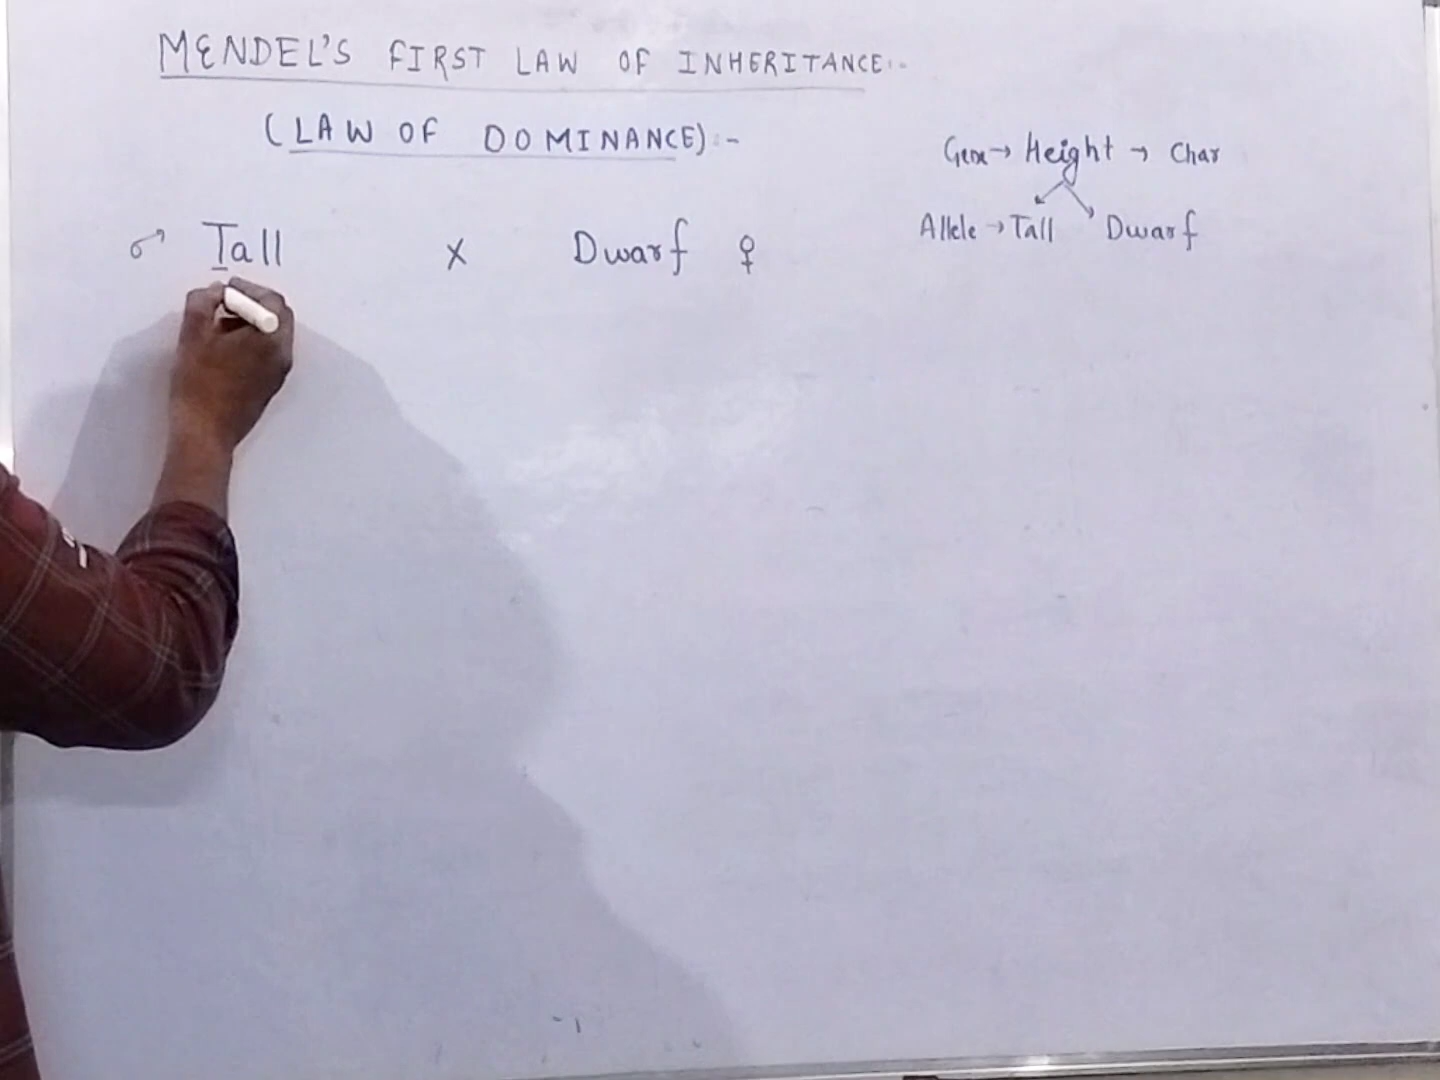 MENDEL'S FIRST LAW OF INHERITANCE:-
(LAW OF DOMINANCE):-
Gene→ Height → Char
Allele →Tall Dwarf
♂ Tall x Dwarf ♀